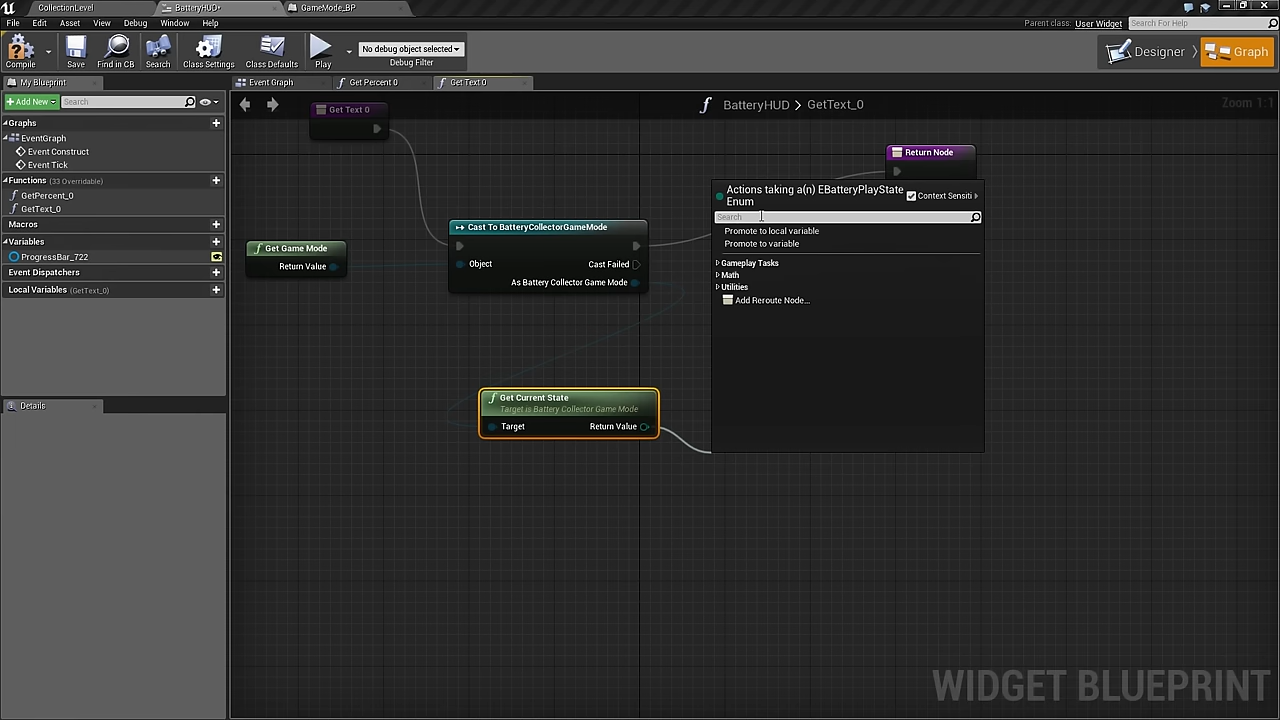 CollectionLevel
BatteryHUD*
GameMode_BP
File Edit Asset View Debug Window Help
Parent class: User Widget
Search For Help
Compile
Save
Find in CB
Search
Class Settings
Class Defaults
Play
No debug object selected
Debug Filter
Designer
Graph
My Blueprint
Event Graph
Get Percent 0
Get Text 0
Add New
Search
BatteryHUD > GetText_0
Zoom 1:1
Graphs
EventGraph
Event Construct
Event Tick
Functions (33 Overridable)
GetPercent_0
GetText_0
Macros
Variables
ProgressBar_722
Event Dispatchers
Local Variables (GetText_0)
Details
Get Text 0
Return Node
Get Game Mode
Return Value
Cast To BatteryCollectorGameMode
Object
Cast Failed
As Battery Collector Game Mode
Get Current State
Target is Battery Collector Game Mode
Target
Return Value
Actions taking a(n) EBatteryPlayState
Enum
Context Sensiti
Search
Promote to local variable
Promote to variable
Gameplay Tasks
Math
Utilities
Add Reroute Node...
WIDGET BLUEPRINT